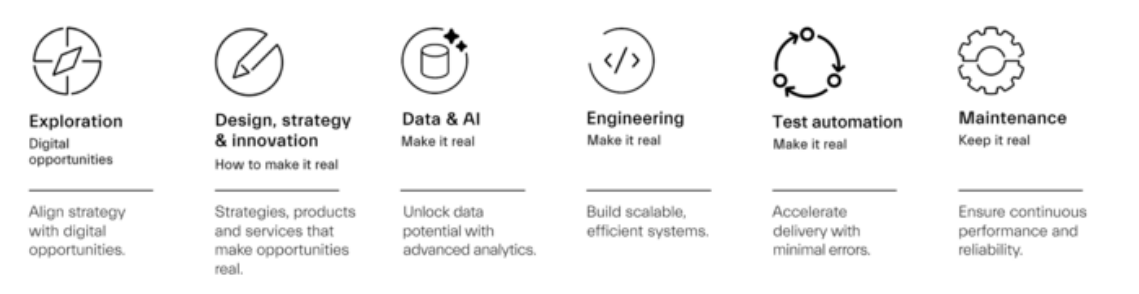 Exploration
Digital
opportunities
Align strategy
with digital
opportunities.
Design, strategy
& innovation
How to make it real
Strategies, products
and services that
make opportunities
real.
Data & AI
Make it real
Unlock data
potential with
advanced analytics.
</>
Engineering
Make it real
Build scalable,
efficient systems.
Test automation
Make it real
Accelerate
delivery with
minimal errors.
Maintenance
Keep it real
Ensure continuous
performance and
reliability.